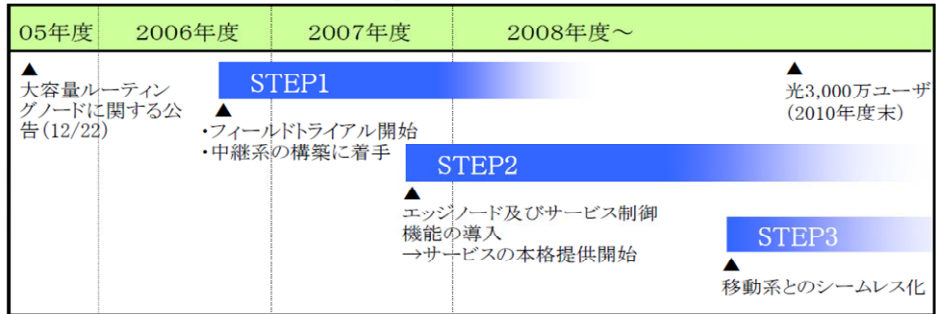 05年度 2006年度 2007年度 2008年度～
▲
大容量ルーティン
グノードに関する公
告(12/22)
STEP1
▲
・フィールドトライアル開始
・中継系の構築に着手
▲
光3,000万ユーザ
(2010年度末)
STEP2
▲
エッジノード及びサービス制御
機能の導入
→サービスの本格提供開始
STEP3
▲
移動系とのシームレス化